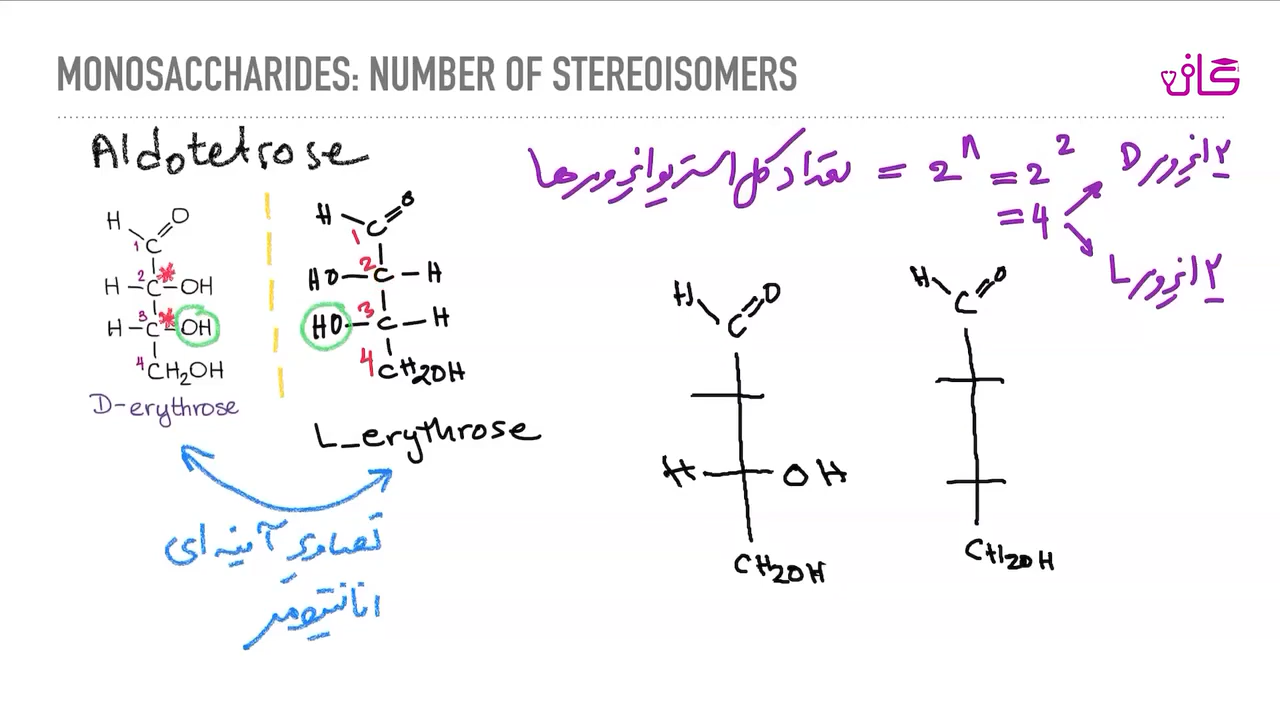 MONOSACCHARIDES: NUMBER OF STEREOISOMERS
گانز
Aldotetrose
تعداد کل استریوایزومرها = 2^n = 2^2
= 4
۲ ایزومر D
۲ ایزومر L
H O
1 C
H - 2 C * - OH
H - 3 C * - OH
4 CH2OH
D-erythrose
H O
1 C
HO - 2 C - H
HO - 3 C - H
4 CH2OH
L_erythrose
تصاویر آینه ای
انانتیومر
H O
C
H OH
CH2OH
H O
C
CH2OH